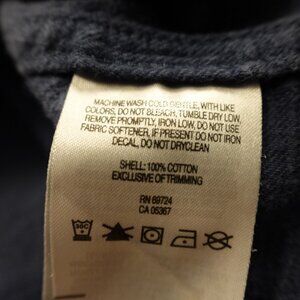 MACHINE WASH COLD GENTLE, WITH LIKE
COLORS, DO NOT BLEACH, TUMBLE DRY LOW,
REMOVE PROMPTLY, IRON LOW, DO NOT USE
FABRIC SOFTENER, IF PRESENT DO NOT IRON
DECAL, DO NOT DRYCLEAN
SHELL: 100% COTTON
EXCLUSIVE OF TRIMMING
RN 69724
CA 05367
30C